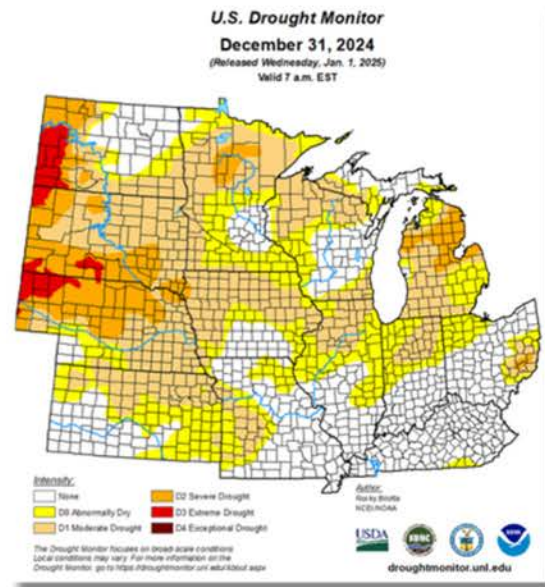 U.S. Drought Monitor
December 31, 2024
(Released Wednesday, Jan. 1, 2025)
Valid 7 a.m. EST
Intensity:
None
D0 Abnormally Dry
D1 Moderate Drought
D2 Severe Drought
D3 Extreme Drought
D4 Exceptional Drought
Author:
Rocky Bilotta
NCEI/NOAA
The Drought Monitor focuses on broad-scale conditions.
Local conditions may vary. For more information on the
Drought Monitor, go to https://droughtmonitor.unl.edu/About.aspx
USDA
NDMC
NOAA
droughtmonitor.unl.edu